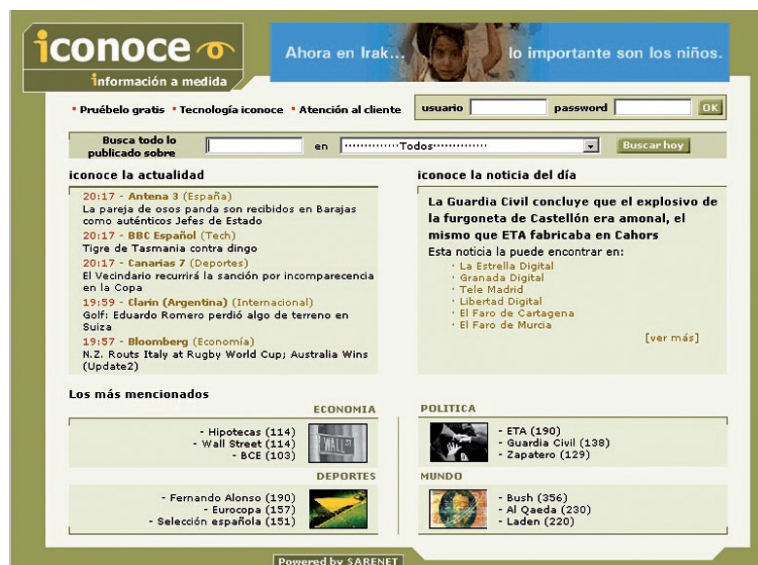 iconoce
información a medida
Ahora en Irak... lo importante son los niños.
Pruébelo gratis Tecnología iconoce Atención al cliente
usuario password OK
Busca todo lo
publicado sobre
en Todos Buscar hoy
iconoce la actualidad
20:17 - Antena 3 (España)
La pareja de osos panda son recibidos en Barajas
como auténticos Jefes de Estado
20:17 - BBC Español (Tech)
Tigre de Tasmania contra dingo
20:17 - Canarias 7 (Deportes)
El Vecindario recurrirá la sanción por incomparecencia
en la Copa
19:59 - Clarin (Argentina) (Internacional)
Golf: Eduardo Romero perdió algo de terreno en
Suiza
19:57 - Bloomberg (Economía)
N.Z. Routs Italy at Rugby World Cup; Australia Wins
(Update2)
iconoce la noticia del día
La Guardia Civil concluye que el explosivo de
la furgoneta de Castellón era amonal, el
mismo que ETA fabricaba en Cahors
Esta noticia la puede encontrar en:
· La Estrella Digital
· Granada Digital
· Tele Madrid
· Libertad Digital
· El Faro de Cartagena
· El Faro de Murcia
[ver más]
Los más mencionados
ECONOMIA
- Hipotecas (114)
- Wall Street (114)
- BCE (103)
WALL ST
POLITICA
- ETA (190)
- Guardia Civil (138)
- Zapatero (129)
DEPORTES
- Fernando Alonso (190)
- Eurocopa (157)
- Selección española (151)
MUNDO
- Bush (356)
- Al Qaeda (230)
- Laden (220)
Powered by SARENET